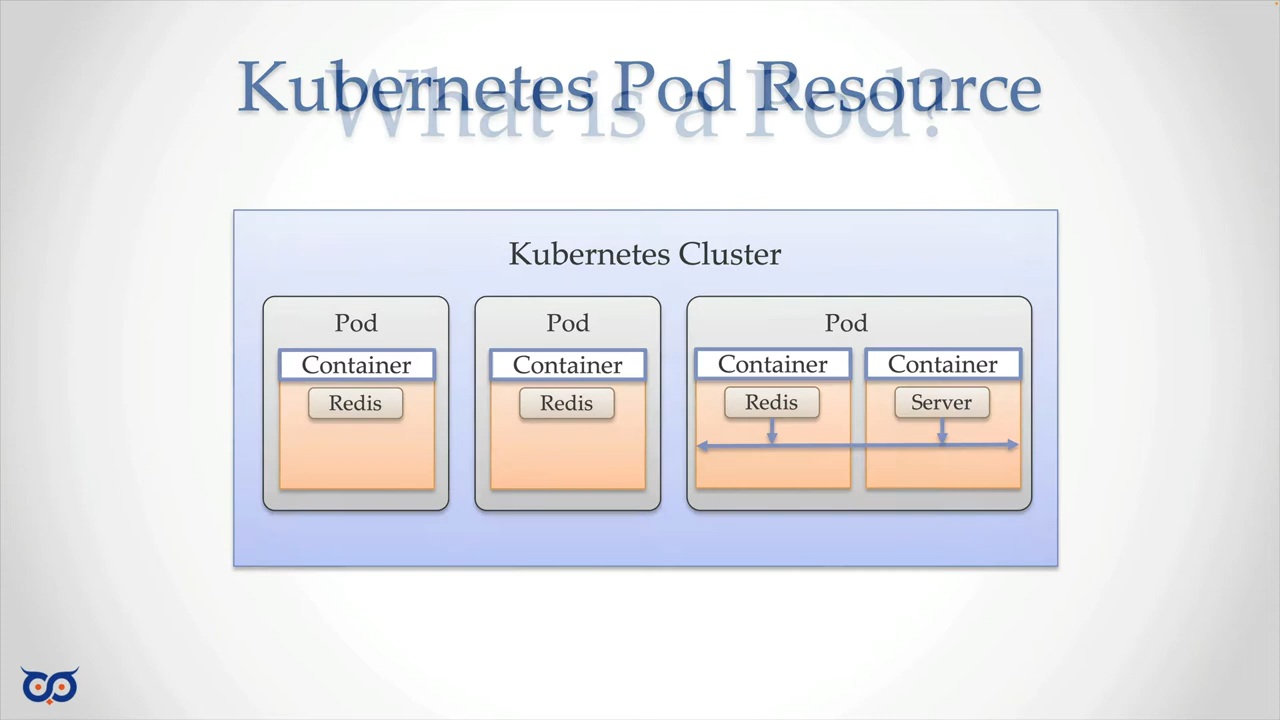 Kubernetes Pod Resource
What is a Pod?
Kubernetes Cluster
Pod
Container
Redis
Pod
Container
Redis
Pod
Container
Redis
Container
Server